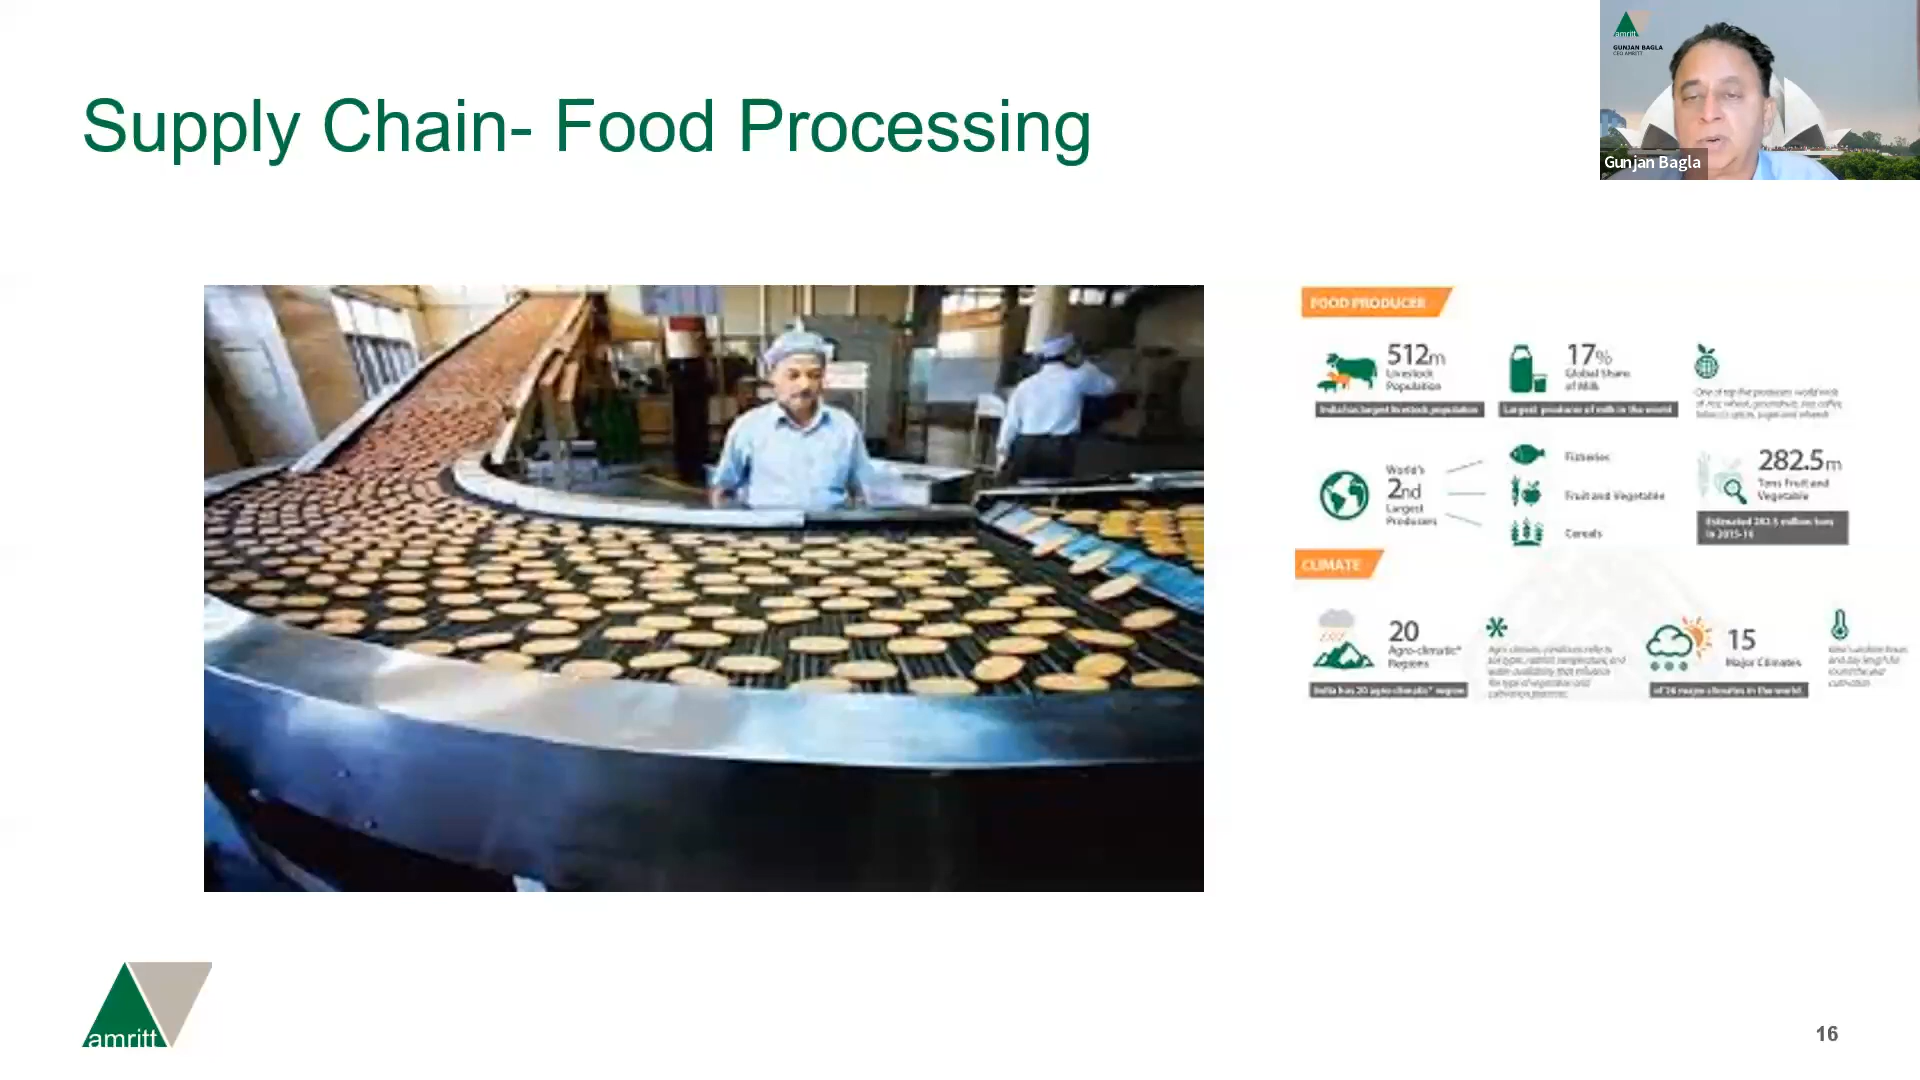 Supply Chain- Food Processing
amritt
GUNJAN BAGLA
CEO AMRITT
Gunjan Bagla
FOOD PRODUCER
512m
Livestock
Population
India has largest livestock population
17%
Global Share
of Milk
Largest producer of milk in the world
World's
2nd
Largest
Producers
Fisheries
Fruit and Vegetable
Cereals
282.5m
Tons Fruit and
Vegetable
Estimated 282.5 million tons
in 2015-16
CLIMATE
20
Agro-climatic*
Regions
India has 20 agro climatic* region
15
Major Climates
of 16 major climates in the world
amritt
16